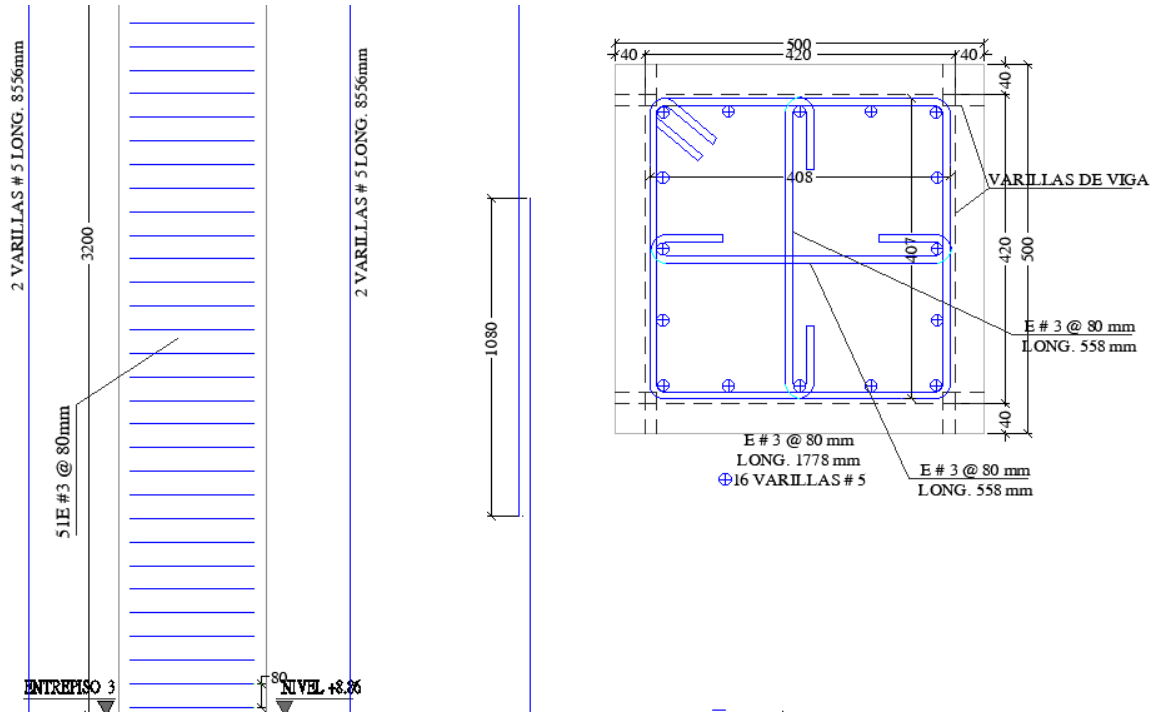 2 VARILLAS # 5 LONG. 8556mm
3200
51E #3 @ 80mm
2 VARILLAS # 5 LONG. 8556mm
ENTREPISO 3
80
1080
500
40
420
40
40
408
407
420
500
40
VARILLAS DE VIGA
E # 3 @ 80 mm
LONG. 558 mm
E # 3 @ 80 mm
LONG. 1778 mm
16 VARILLAS # 5
E # 3 @ 80 mm
LONG. 558 mm